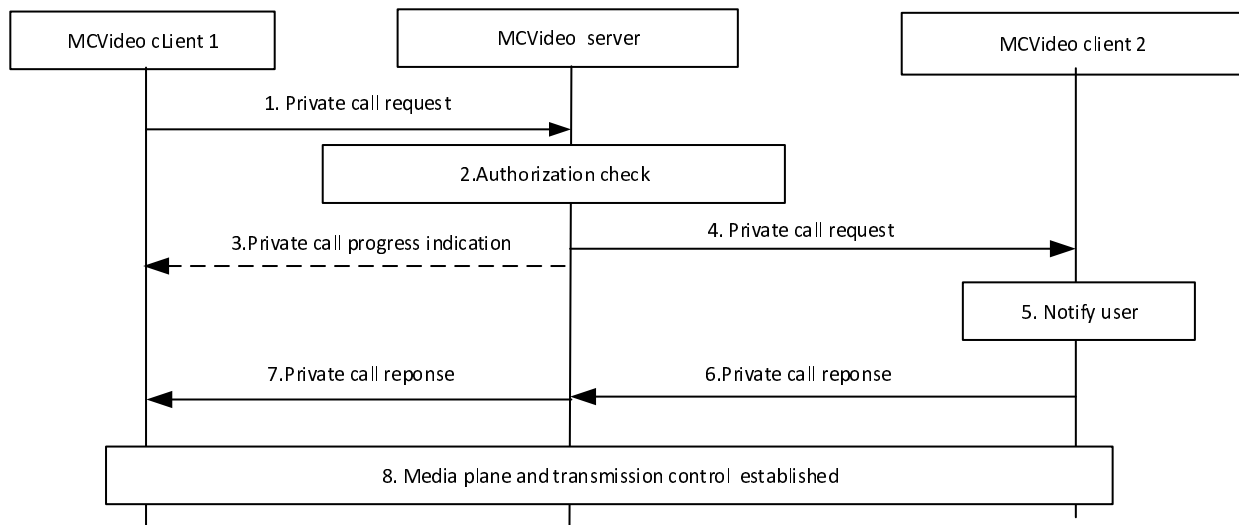 MCVideo cLient 1
MCVideo server
MCVideo client 2
1. Private call request
2.Authorization check
3.Private call progress indication
4. Private call request
5. Notify user
7.Private call reponse
6.Private call reponse
8. Media plane and transmission control established